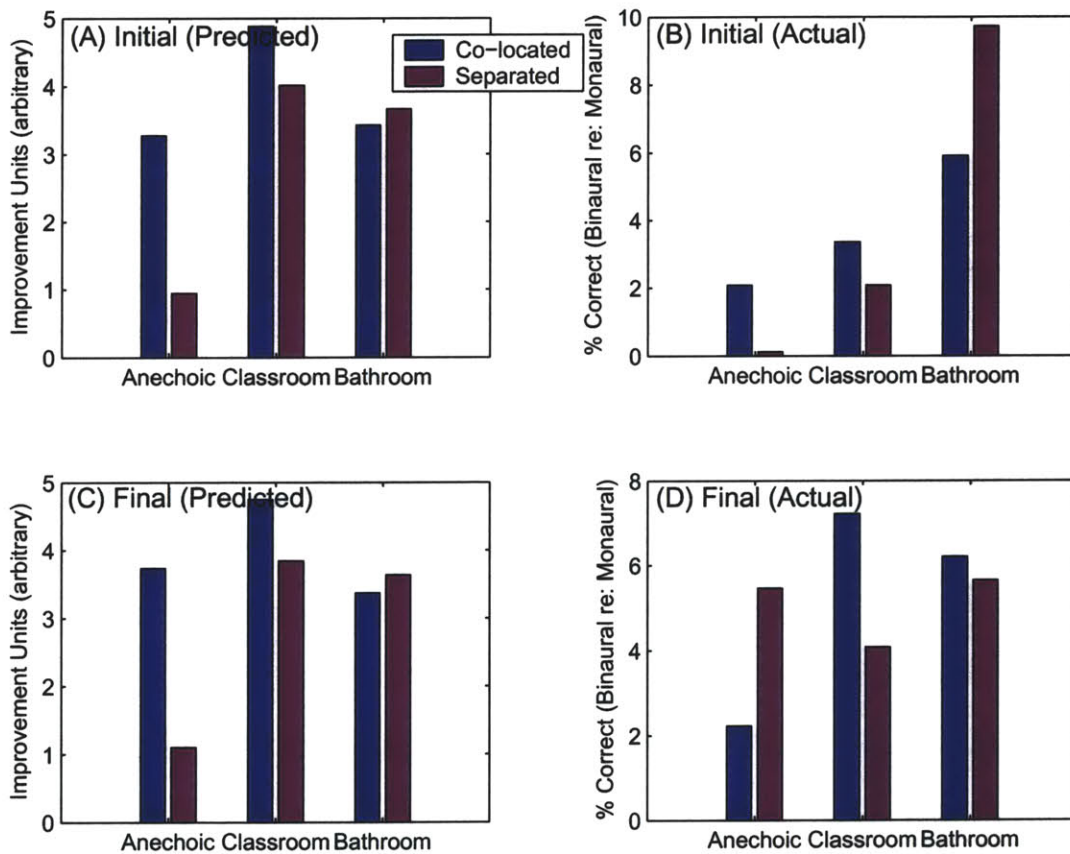 (A) Initial (Predicted)
Improvement Units (arbitrary)
5
4
3
2
1
0
Anechoic Classroom Bathroom
Co-located
Separated
(B) Initial (Actual)
% Correct (Binaural re: Monaural)
10
8
6
4
2
0
Anechoic Classroom Bathroom
(C) Final (Predicted)
Improvement Units (arbitrary)
5
4
3
2
1
0
Anechoic Classroom Bathroom
(D) Final (Actual)
% Correct (Binaural re: Monaural)
8
6
4
2
0
Anechoic Classroom Bathroom